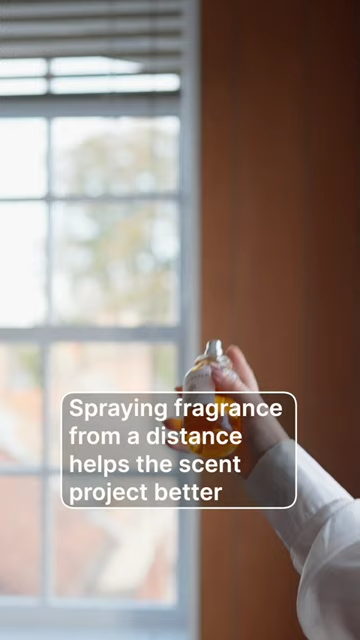 Spraying fragrance
from a distance
helps the scent
project better